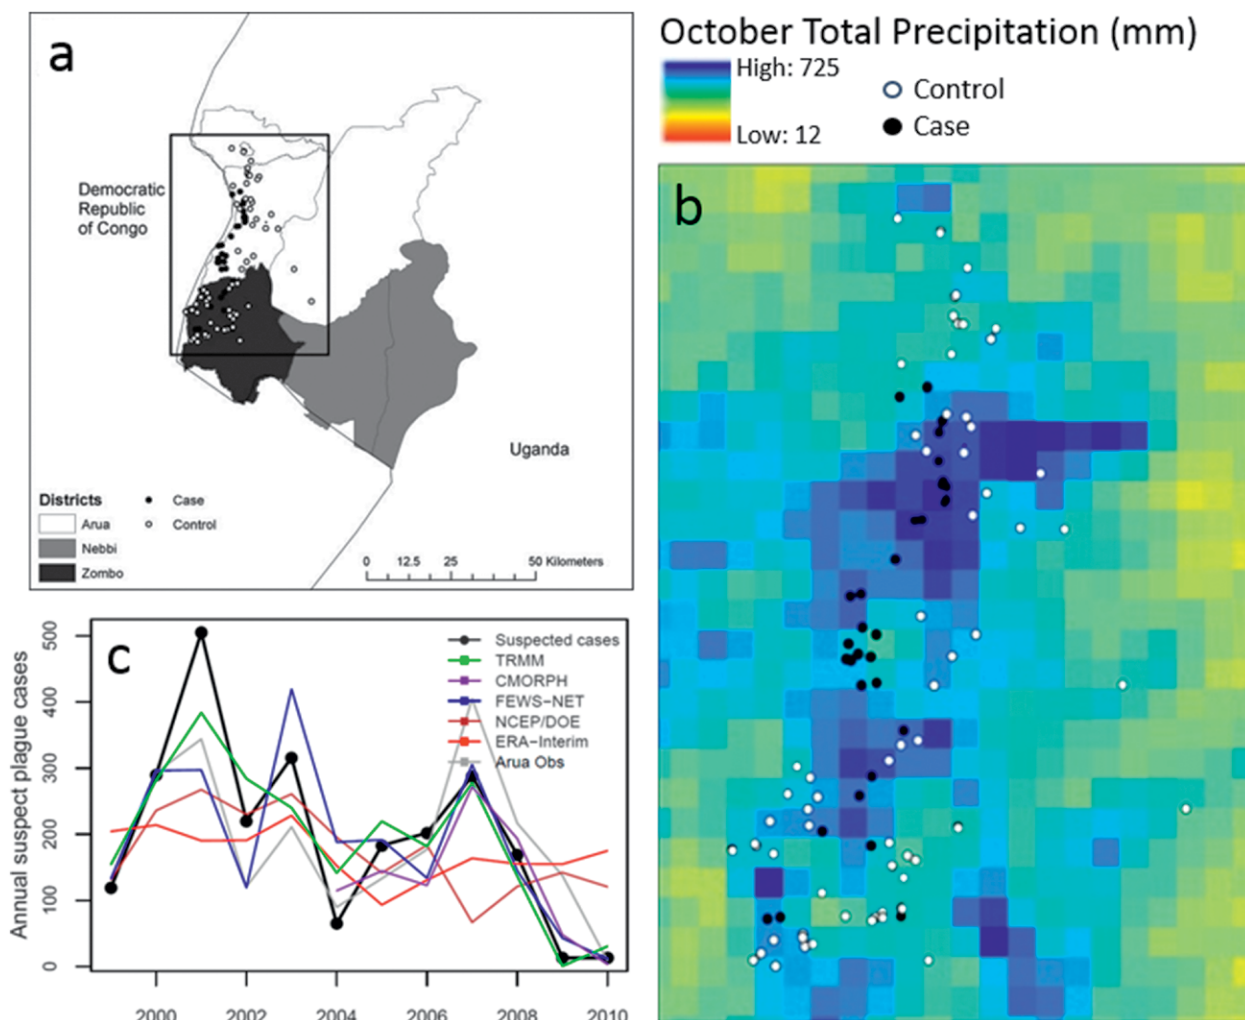 a
Democratic
Republic
of Congo
Uganda
Districts
Case
Arua
Control
Nebbi
Zombo
0 12.5 25 50 Kilometers
October Total Precipitation (mm)
High: 725
Low: 12
Control
Case
b
c
Annual suspect plague cases
500
400
300
200
100
0
Suspected cases
TRMM
CMORPH
FEWS-NET
NCEP/DOE
ERA-Interim
Arua Obs
2000 2002 2004 2006 2008 2010